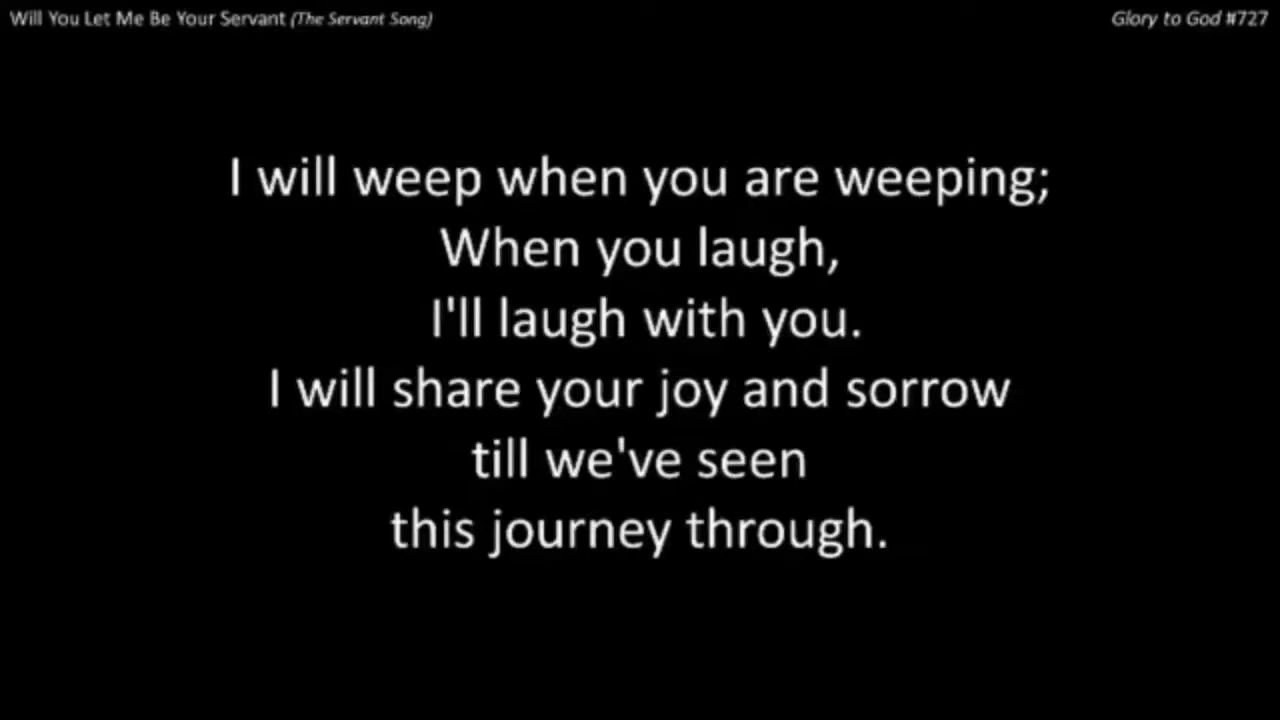 Will You Let Me Be Your Servant (The Servant Song)
Glory to God #727
I will weep when you are weeping;
When you laugh,
I'll laugh with you.
I will share your joy and sorrow
till we've seen
this journey through.